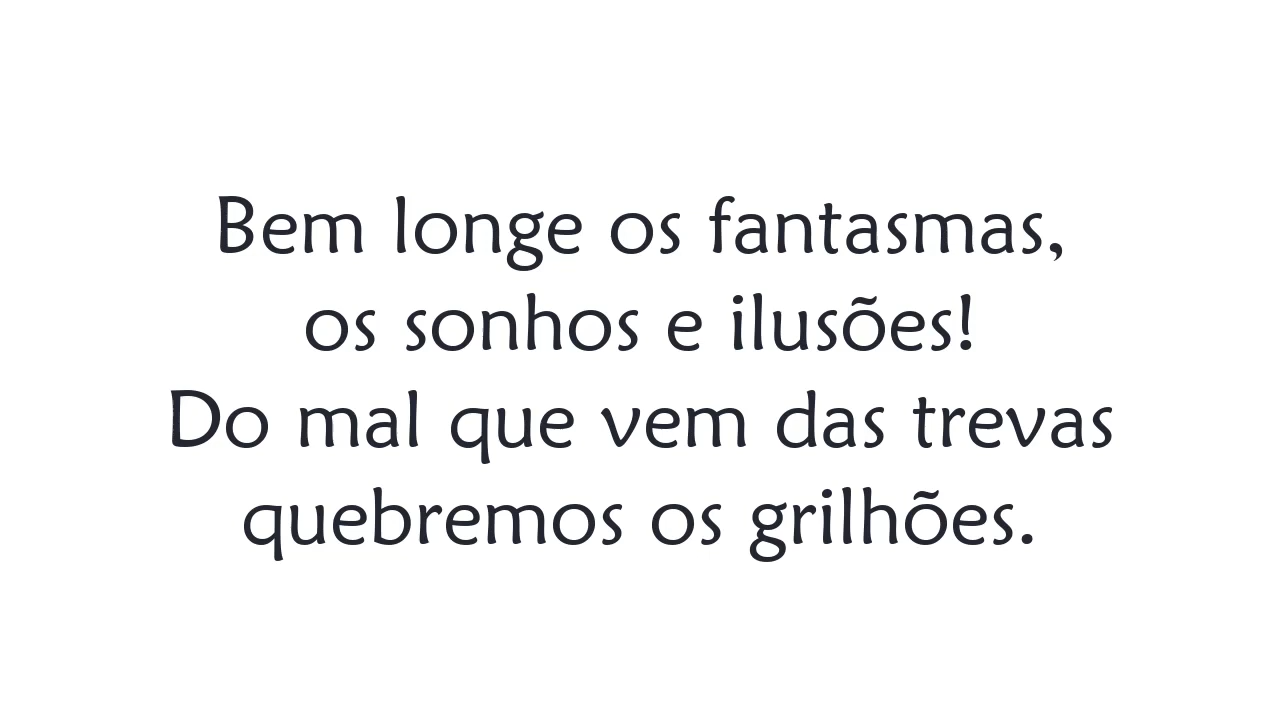 Bem longe os fantasmas,
os sonhos e ilusões!
Do mal que vem das trevas
quebremos os grilhões.